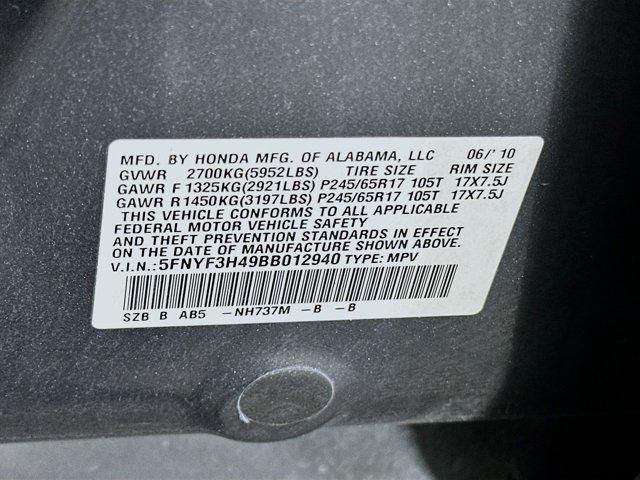 MFD. BY HONDA MFG. OF ALABAMA, LLC 06/'10
GVWR 2700KG(5952LBS) TIRE SIZE RIM SIZE
GAWR F 1325KG(2921LBS) P245/65R17 105T 17X7.5J
GAWR R1450KG(3197LBS) P245/65R17 105T 17X7.5J
THIS VEHICLE CONFORMS TO ALL APPLICABLE
FEDERAL MOTOR VEHICLE SAFETY
AND THEFT PREVENTION STANDARDS IN EFFECT
ON THE DATE OF MANUFACTURE SHOWN ABOVE.
V.I.N.:5FNYF3H49BB012940 TYPE: MPV
SZB B AB5 -NH737M -B -B